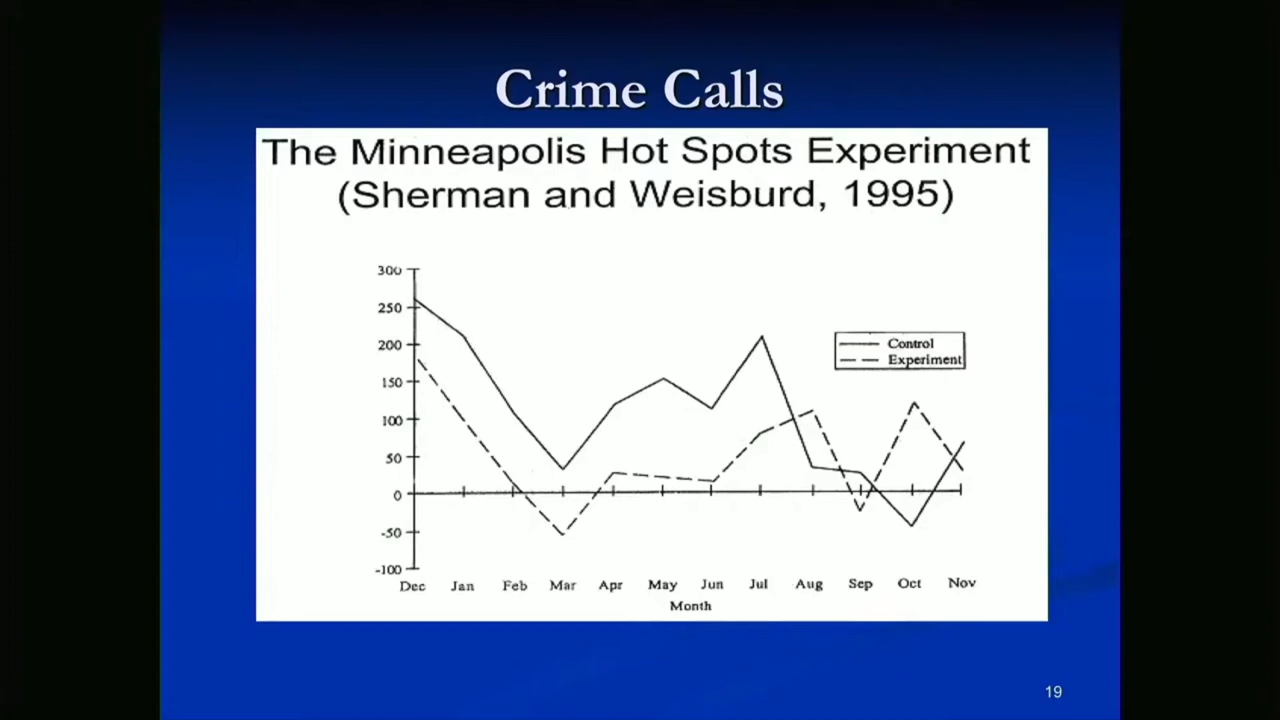 Crime Calls
The Minneapolis Hot Spots Experiment
(Sherman and Weisburd, 1995)
300
250
200
150
100
50
0
-50
-100
Control
Experiment
Dec Jan Feb Mar Apr May Jun Jul Aug Sep Oct Nov
Month
19